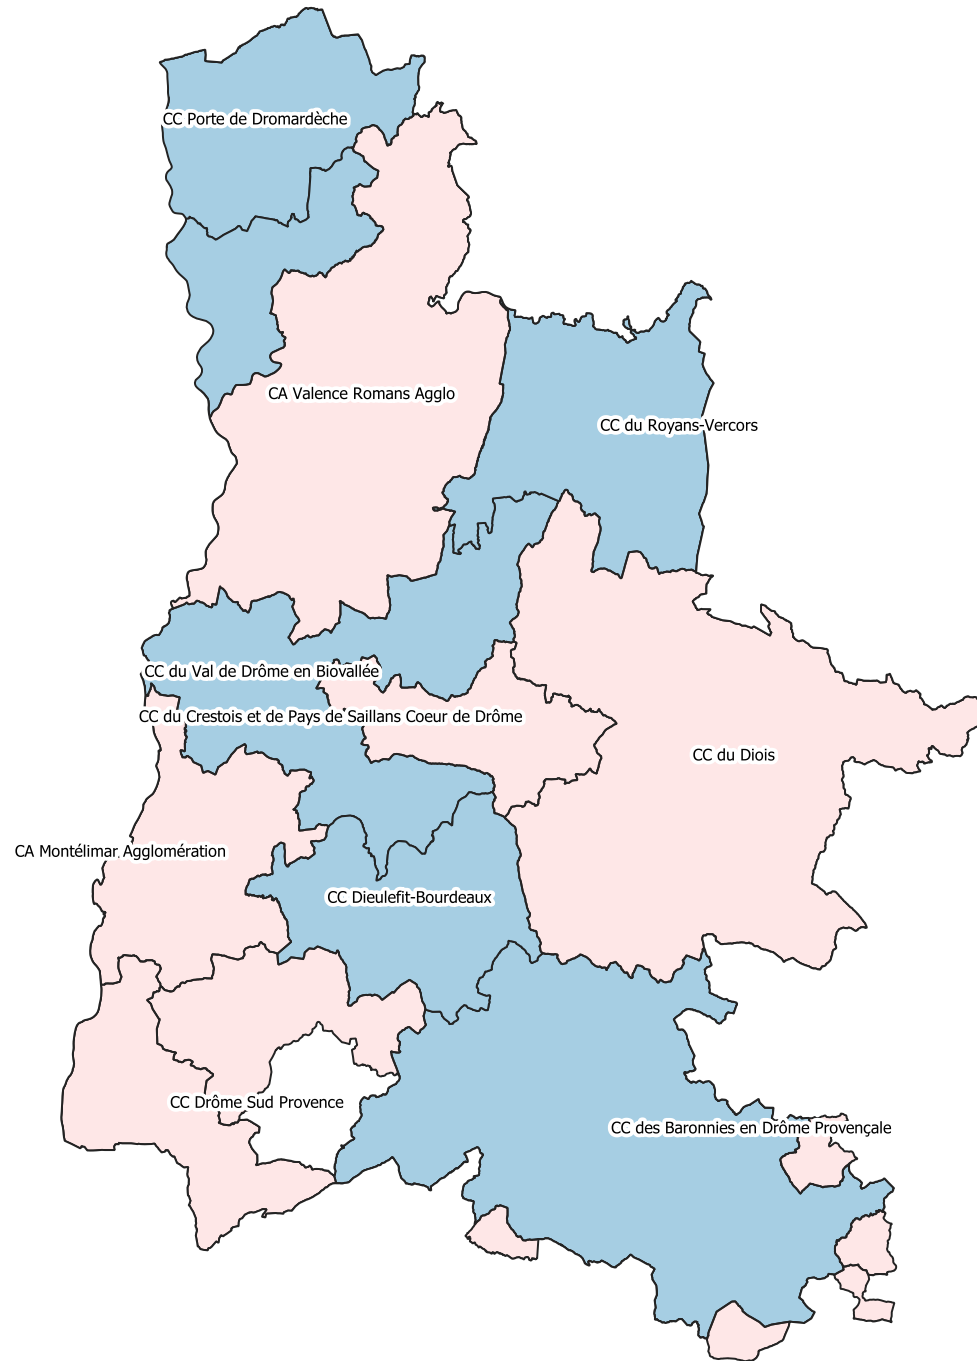 CC Porte de Dromardèche
CA Valence Romans Agglo
CC du Royans-Vercors
CC du Val de Drôme en Biovallée
CC du Crestois et de Pays de Saillans Coeur de Drôme
CC du Diois
CA Montélimar Agglomération
CC Dieulefit-Bourdeaux
CC Drôme Sud Provence
CC des Baronnies en Drôme Provençale